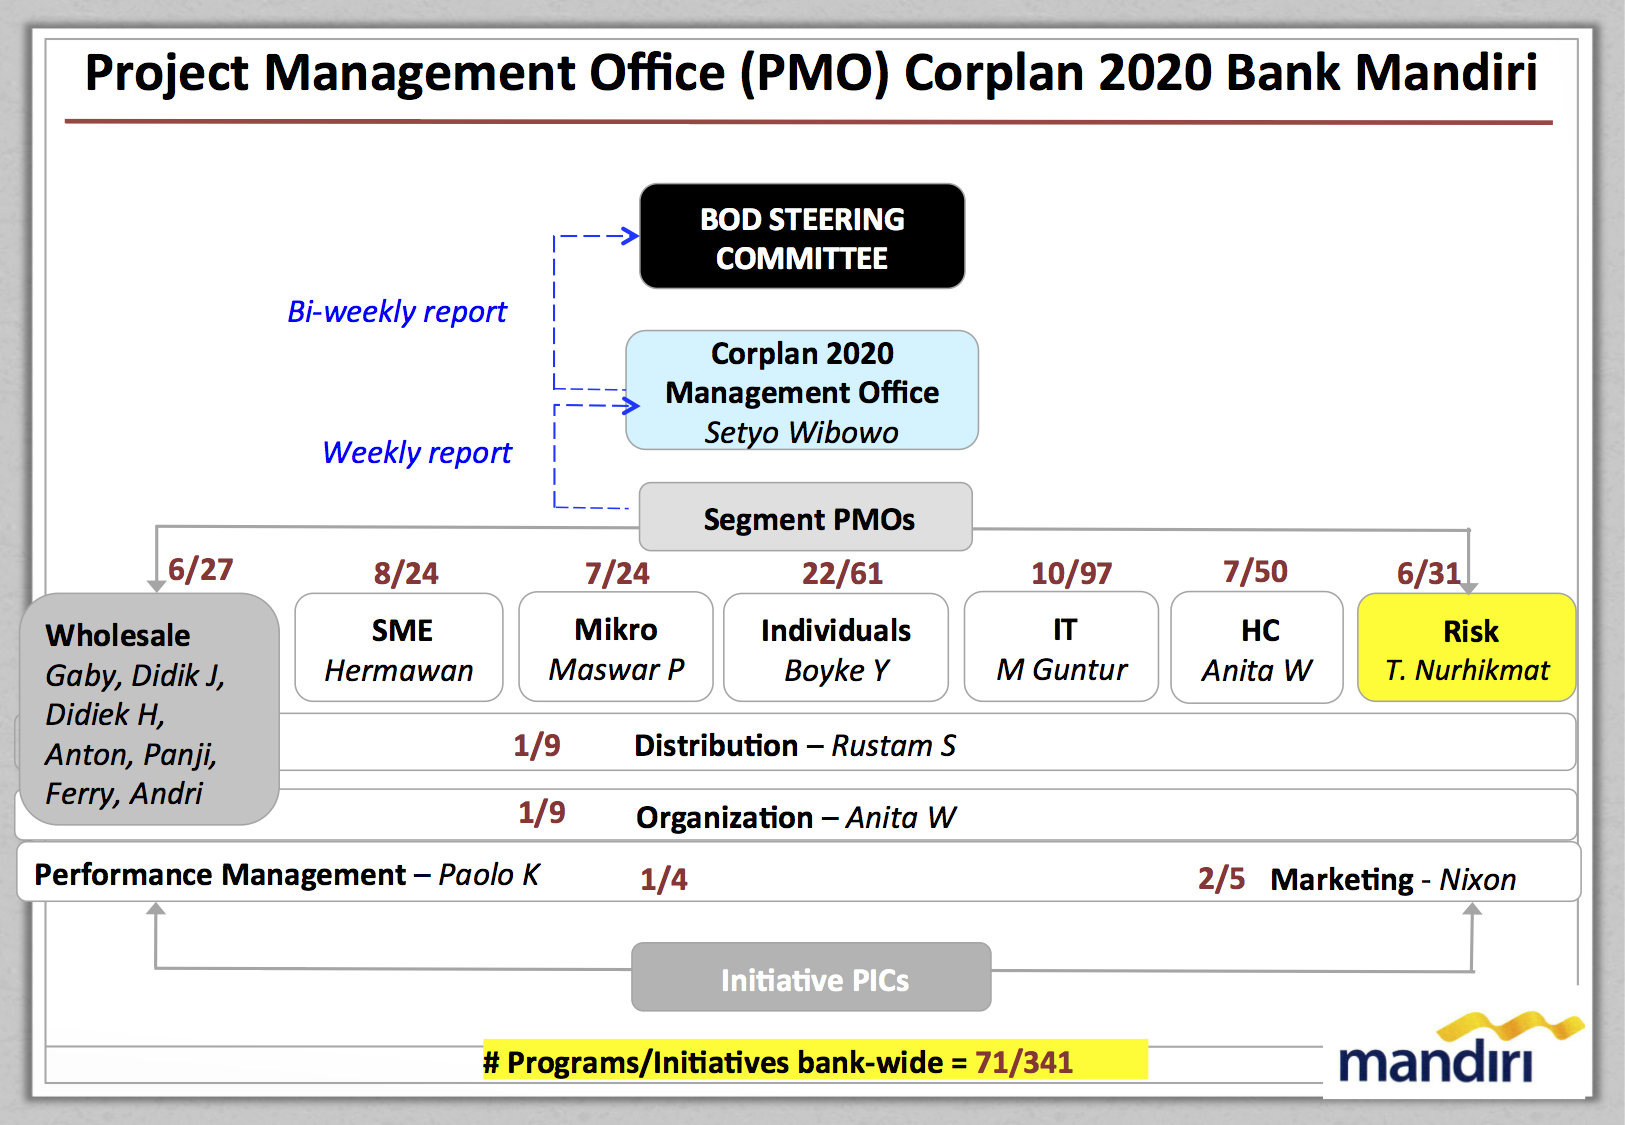 Project Management Office (PMO) Corplan 2020 Bank Mandiri
BOD STEERING
COMMITTEE
Bi-weekly report
Corplan 2020
Management Office
Setyo Wibowo
Weekly report
Segment PMOs
6/27
8/24
7/24
22/61
10/97
7/50
6/31
Wholesale
Gaby, Didik J,
Didiek H,
Anton, Panji,
Ferry, Andri
SME
Hermawan
Mikro
Maswar P
Individuals
Boyke Y
IT
M Guntur
HC
Anita W
Risk
T. Nurhikmat
1/9 Distribution – Rustam S
1/9 Organization – Anita W
Performance Management – Paolo K 1/4 2/5 Marketing - Nixon
Initiative PICs
# Programs/Initiatives bank-wide = 71/341
mandiri